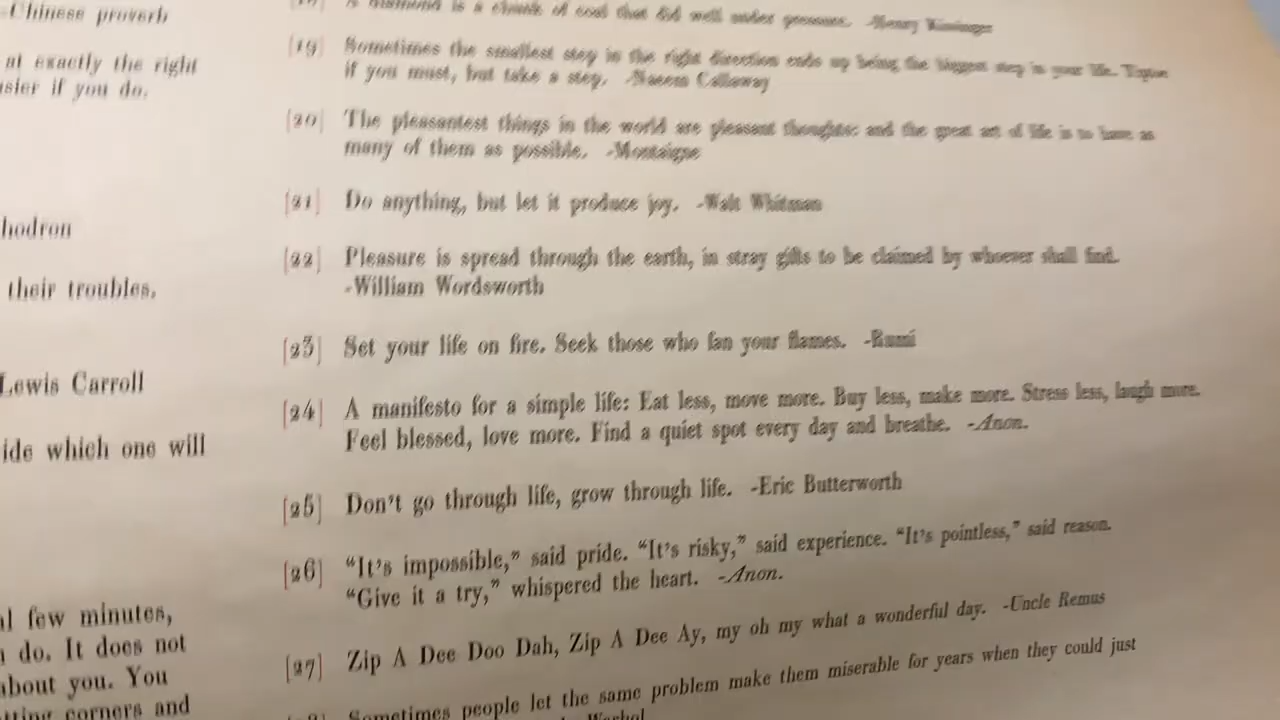 -Chinese proverb
at exactly the right
if you do.
hodron
their troubles.
Lewis Carroll
ide which one will
few minutes,
do. It does not
about you. You
corners and
is a chunk of coal that did well under pressure. -Henry
[19] Sometimes the smallest step in the right direction ends up being the biggest step in your life. Tiptoe
if you must, but take a step. -Naeem Callaway
[20] The pleasantest things in the world are pleasant thoughts: and the great art of life is to have as
many of them as possible. -Montaigne
[21] Do anything, but let it produce joy. -Walt Whitman
[22] Pleasure is spread through the earth, in stray gifts to be claimed by whoever shall find.
-William Wordsworth
[23] Set your life on fire. Seek those who fan your flames. -Rumi
[24] A manifesto for a simple life: Eat less, move more. Buy less, make more. Stress less, laugh more.
Feel blessed, love more. Find a quiet spot every day and breathe. -Anon.
[25] Don't go through life, grow through life. -Eric Butterworth
[26] “It's impossible,” said pride. “It's risky,” said experience. “It's pointless,” said reason.
“Give it a try,” whispered the heart. -Anon.
[27] Zip A Dee Doo Dah, Zip A Dee Ay, my oh my what a wonderful day. -Uncle Remus
Sometimes people let the same problem make them miserable for years when they could just
Warhol